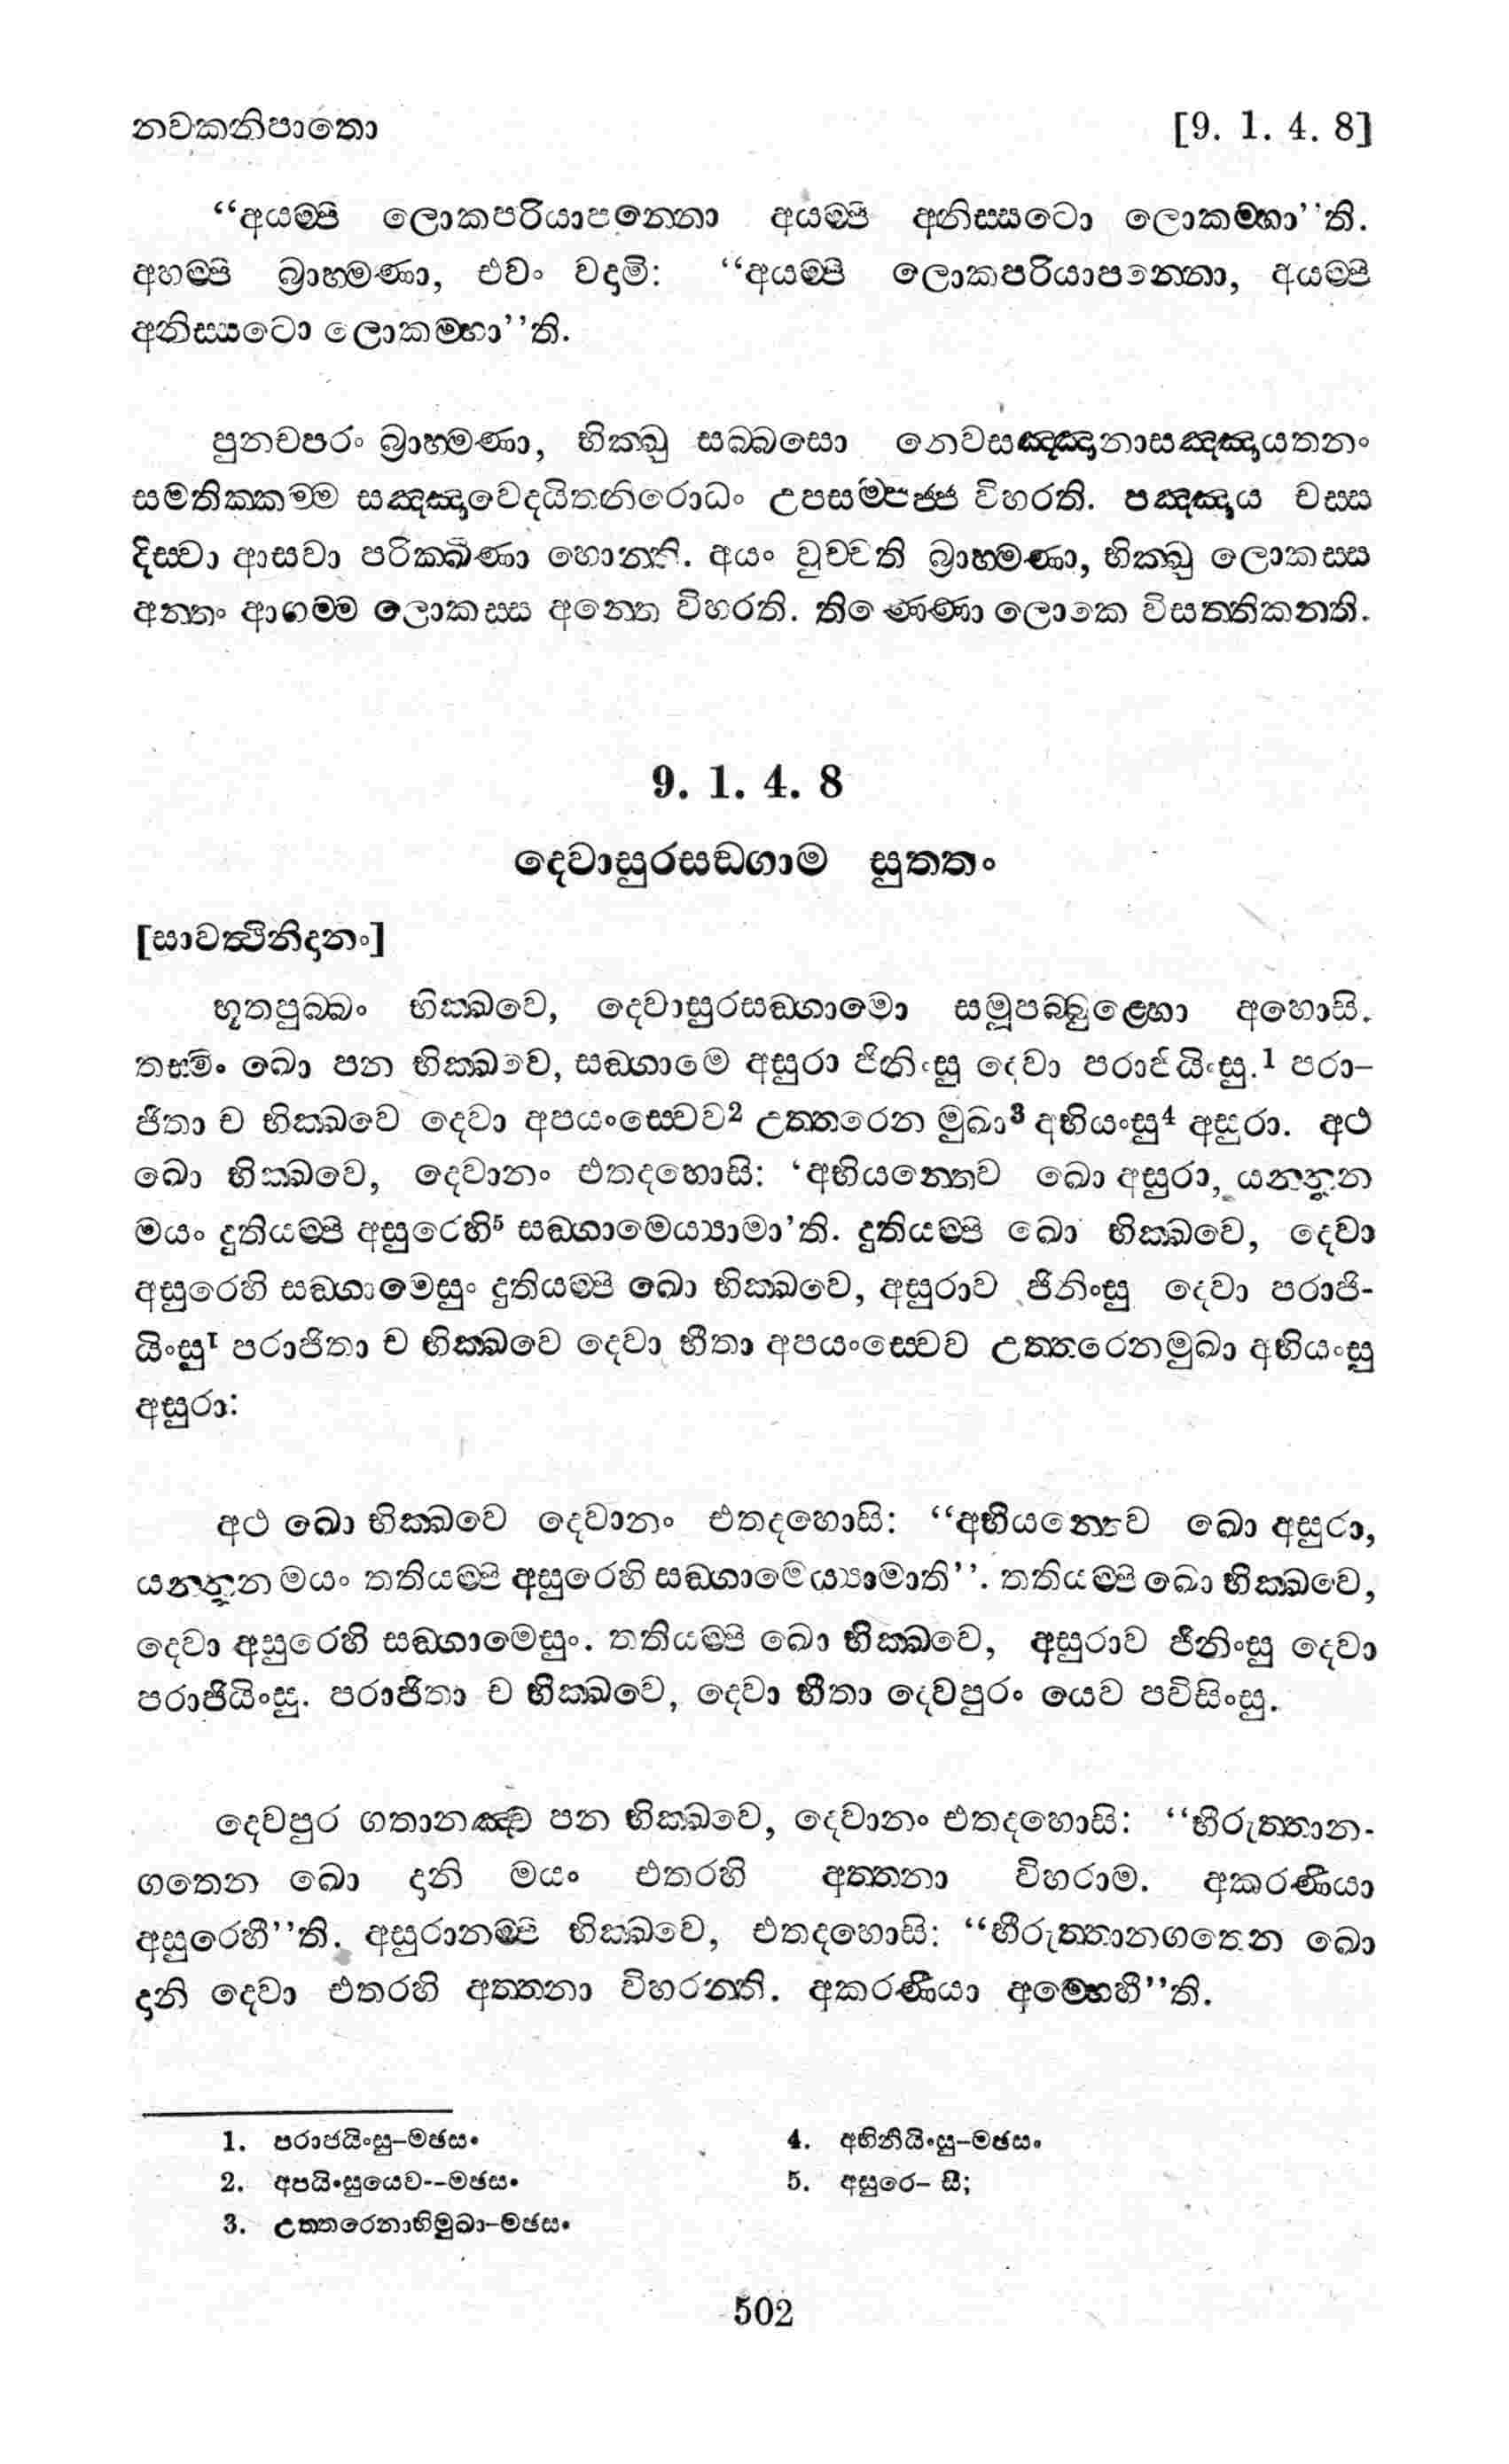 නවකනිපාතො [9. 1. 4. 8]
“අයම්පි ලොකපරියාපන්නො අයම්පි අනිස්සටො ලොකම්හා’’ති.
අහම්පි බ්‍රාහ්මණා, එවං වදාමි: “අයම්පි ලොකපරියාපන්නො, අයම්පි
අනිස්සටො ලොකම්හා’’ති.
පුනචපරං බ්‍රාහ්මණා, භික්ඛු සබ්බසො නෙවසඤ්ඤානාසඤ්ඤායතනං
සමතික්කම්ම සඤ්ඤාවෙදයිතනිරොධං උපසම්පජ්ජ විහරති. පඤ්ඤාය චස්ස
දිස්වා ආසවා පරික්ඛීණා හොන්ති. අයං වුච්චති බ්‍රාහ්මණා, භික්ඛු ලොකස්ස
අන්තං ආගම්ම ලොකස්ස අන්තෙ විහරති. තිණ්ණො ලොකෙ විසත්තිකන්ති.
9. 1. 4. 8
දෙවාසුරසඞ්ගාම සුත්තං
[සාවත්ථිනිදානං]
භූතපුබ්බං භික්ඛවෙ, දෙවාසුරසඞ්ගාමො සමූපබ්බුළ්හො අහොසි.
තස්මිං ඛො පන භික්ඛවෙ, සඞ්ගාමෙ අසුරා ජිනිංසු දෙවා පරාජියිංසු.1 පරා-
ජිතා ච භික්ඛවෙ දෙවා අපයංස්වෙව2 උත්තරෙන මුඛා3 අභියංසු4 අසුරා. අථ
ඛො භික්ඛවෙ, දෙවානං එතදහොසි: ‘අභියන්තෙව ඛො අසුරා, යන්නූන
මයං දුතියම්පි අසුරෙහි5 සඞ්ගාමෙය්‍යාමා’ති. දුතියම්පි ඛො භික්ඛවෙ, දෙවා
අසුරෙහි සඞ්ගාමෙසුං දුතියම්පි ඛො භික්ඛවෙ, අසුරාව ජිනිංසු දෙවා පරාජි-
යිංසු1 පරාජිතා ච භික්ඛවෙ දෙවා භීතා අපයංස්වෙව උත්තරෙනමුඛා අභියංසු
අසුරා:
අථ ඛො භික්ඛවෙ දෙවානං එතදහොසි: “අභියන්තෙව ඛො අසුරා,
යන්නූන මයං තතියම්පි අසුරෙහි සඞ්ගාමෙය්‍යාමාති’’. තතියම්පි ඛො භික්ඛවෙ,
දෙවා අසුරෙහි සඞ්ගාමෙසුං. තතියම්පි ඛො භික්ඛවෙ, අසුරාව ජිනිංසු දෙවා
පරාජියිංසු. පරාජිතා ච භික්ඛවෙ, දෙවා භීතා දෙවපුරං යෙව පවිසිංසු.
දෙවපුර ගතානඤ්ච පන භික්ඛවෙ, දෙවානං එතදහොසි: “භීරුත්තාන-
ගතෙන ඛො දානි මයං එතරහි අත්තනා විහරාම. අකරණීයා
අසුරෙහී’’ති. අසුරානම්පි භික්ඛවෙ, එතදහොසි: “භීරුත්තානගතෙන ඛො
දානි දෙවා එතරහි අත්තනා විහරන්ති. අකරණීයා අම්හෙහී’’ති.
1. පරාජයිංසු–මඡසං
2. අපයිංසුයෙව--මඡසං
3. උත්තරෙනාභිමුඛා–මඡසං
4. අභිනියිංසු–මඡසං
5. අසුරෙ– සී;
502